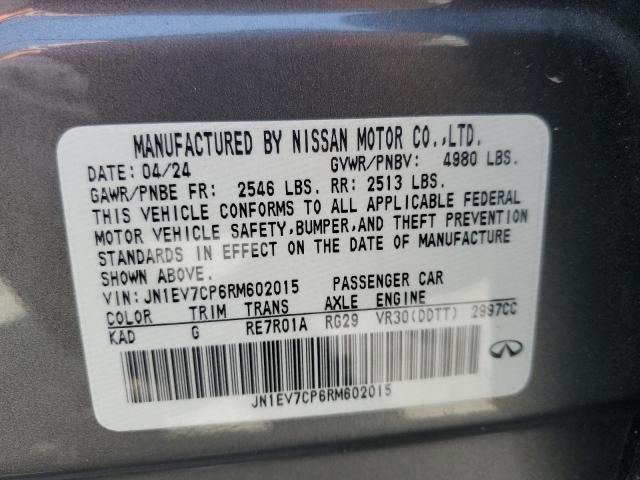 MANUFACTURED BY NISSAN MOTOR CO.,LTD.
DATE: 04/24 GVWR/PNBV: 4980 LBS.
GAWR/PNBE FR: 2546 LBS. RR: 2513 LBS.
THIS VEHICLE CONFORMS TO ALL APPLICABLE FEDERAL
MOTOR VEHICLE SAFETY,BUMPER,AND THEFT PREVENTION
STANDARDS IN EFFECT ON THE DATE OF MANUFACTURE
SHOWN ABOVE.
VIN: JN1EV7CP6RM602015 PASSENGER CAR
COLOR TRIM TRANS AXLE ENGINE
KAD G RE7R01A RG29 VR30(DDTT) 2997CC
JN1EV7CP6RM602015